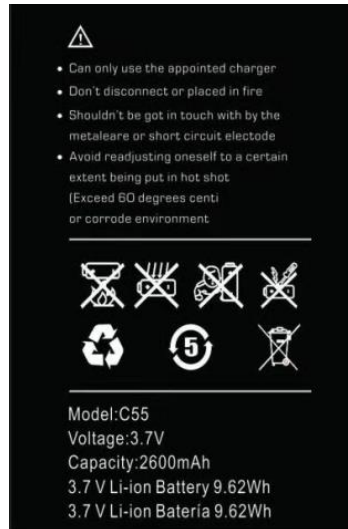 • Can only use the appointed charger
• Don't disconnect or placed in fire
• Shouldn't be got in touch with by the
metaleare or short circuit electode
• Avoid readjusting oneself to a certain
extent being put in hot shot
(Exceed 60 degrees centi
or corrode environment
5
Model:C55
Voltage:3.7V
Capacity:2600mAh
3.7 V Li-ion Battery 9.62Wh
3.7 V Li-ion Batería 9.62Wh